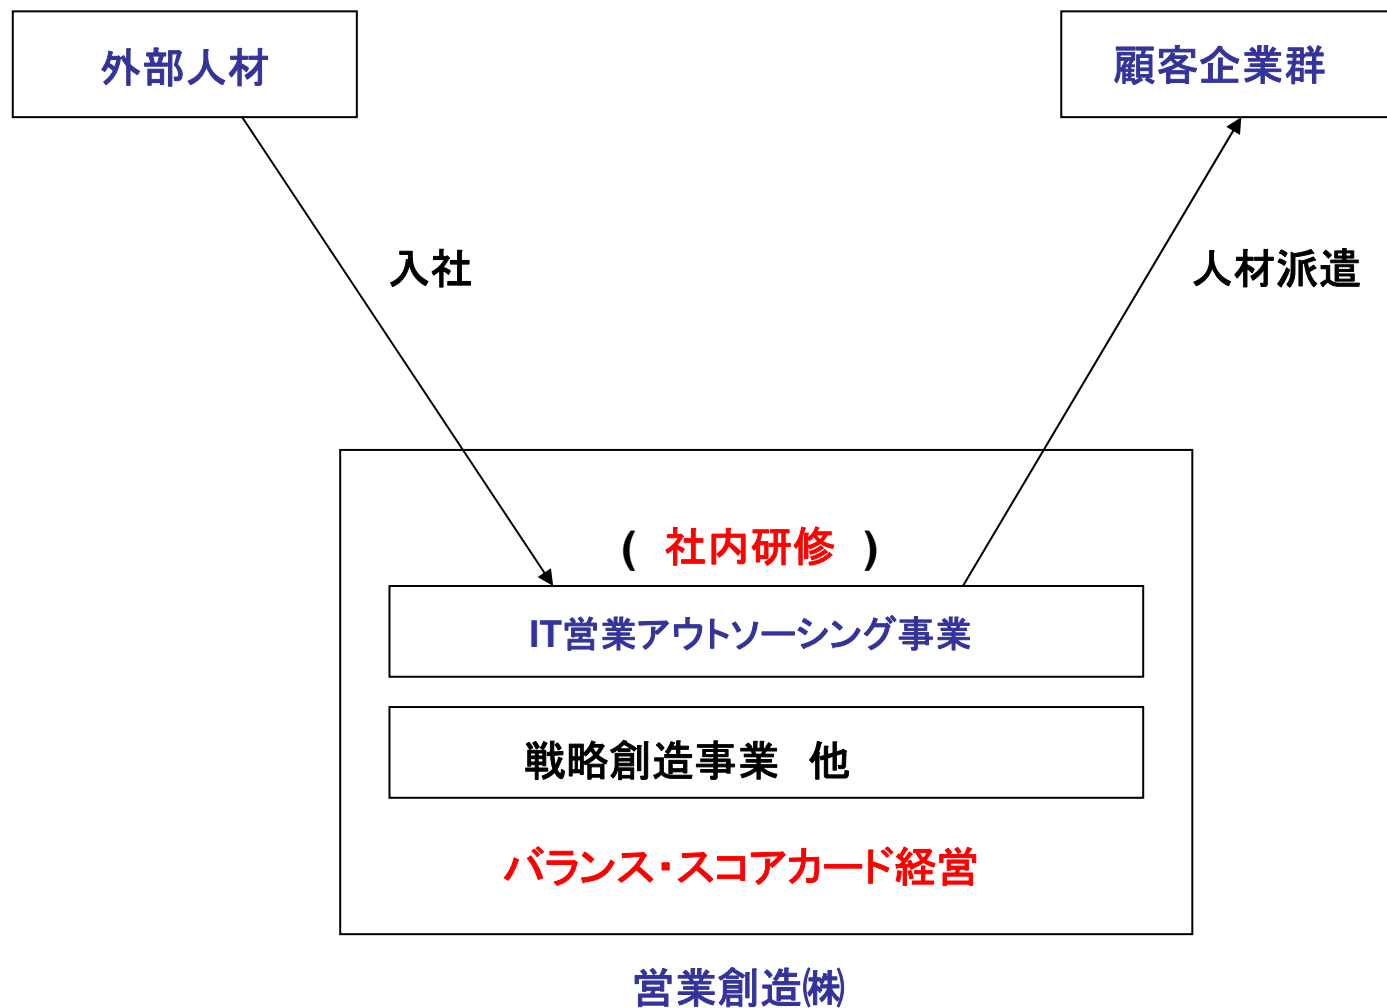 外部人材
顧客企業群
入社
人材派遣
( 社内研修 )
IT営業アウトソーシング事業
戦略創造事業　他
バランス・スコアカード経営
営業創造㈱